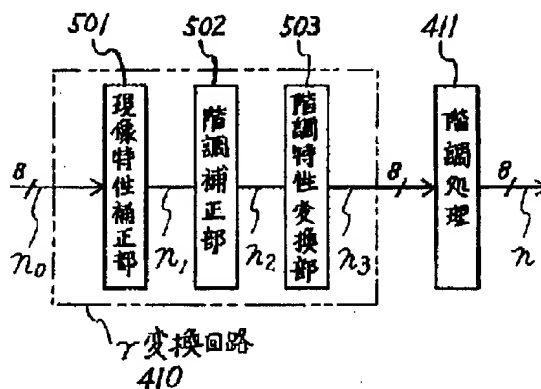 501
502
503
411
現像特性補正部
階調補正部
階調特性変換部
階調処理
8
8
8
n0
n1
n2
n3
n
γ変換回路
410